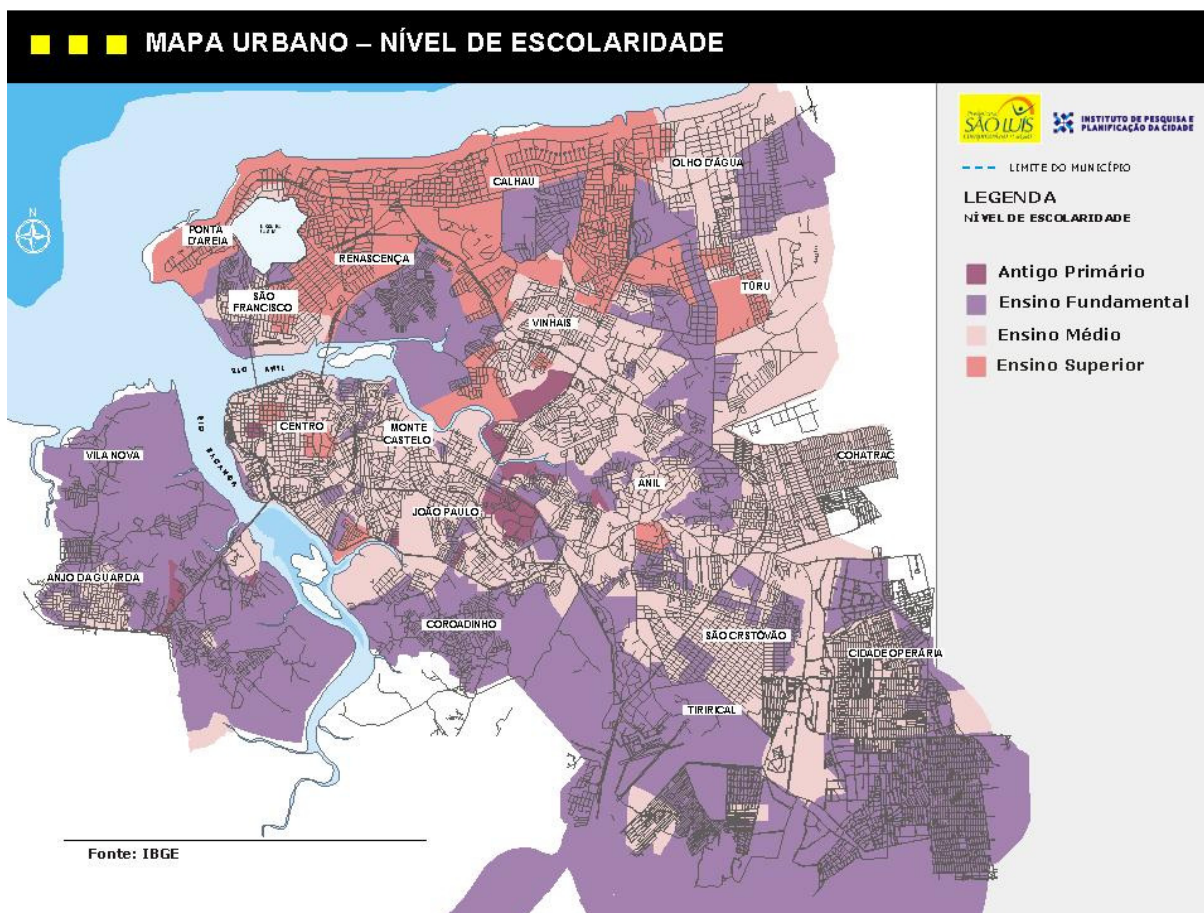 MAPA URBANO – NÍVEL DE ESCOLARIDADE
SÃO LUÍS
INSTITUTO DE PESQUISA E
PLANIFICAÇÃO DA CIDADE
LIMITE DO MUNICÍPIO
LEGENDA
NÍVEL DE ESCOLARIDADE
Antigo Primário
Ensino Fundamental
Ensino Médio
Ensino Superior
N
OLHO D'ÁGUA
CALHAU
PONTA
D'AREIA
RENASCENÇA
TÚRU
SÃO
FRANCISCO
VINHAIS
RIO ANIL
CENTRO
MONTE
CASTELO
RIO BACANGA
VILA NOVA
COHATRAC
ANIL
JOÃO PAULO
ANJO DA GUARDA
COROADINHO
SÃO CRSTÓVÃO
CIDADE OPERÁRIA
TIRIRICAL
Fonte: IBGE